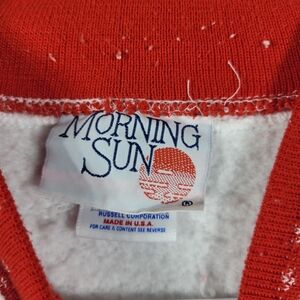 MORNING
SUN
®
RUSSELL CORPORATION
MADE IN U.S.A.
FOR CARE & CONTENT SEE REVERSE